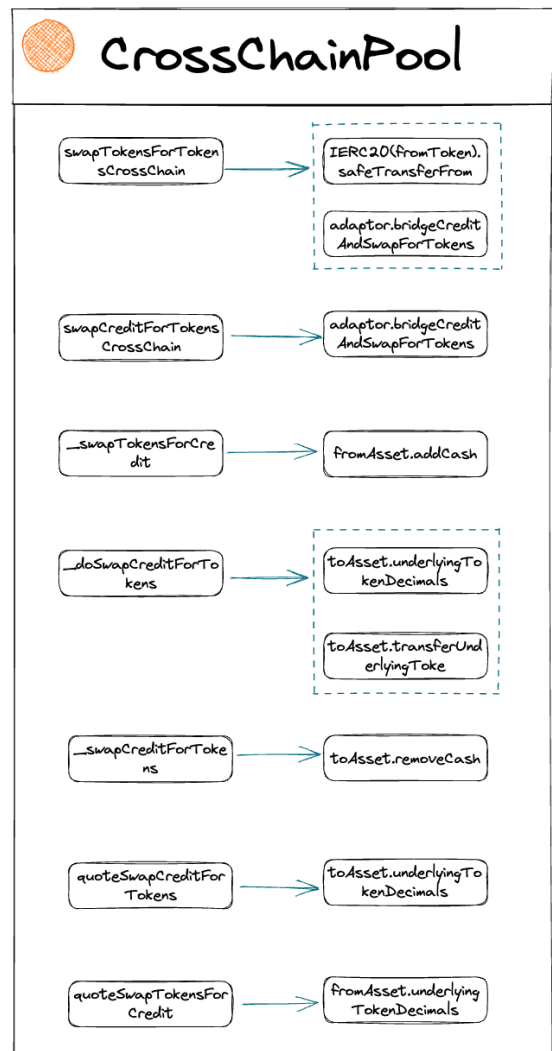 CrossChainPool
swapTokensForToken
sCrossChain
IERC20(fromToken).
safeTransferFrom
adaptor.bridgeCredit
AndSwapForTokens
swapCreditForTokens
CrossChain
adaptor.bridgeCredit
AndSwapForTokens
_swapTokensForCre
dit
fromAsset.addCash
_doSwapCreditForTo
kens
toAsset.underlyingTo
kenDecimals
toAsset.transferUnd
erlyingToke
_swapCreditForToke
ns
toAsset.removeCash
quoteSwapCreditFor
Tokens
toAsset.underlyingTo
kenDecimals
quoteSwapTokensFor
Credit
fromAsset.underlying
TokenDecimals